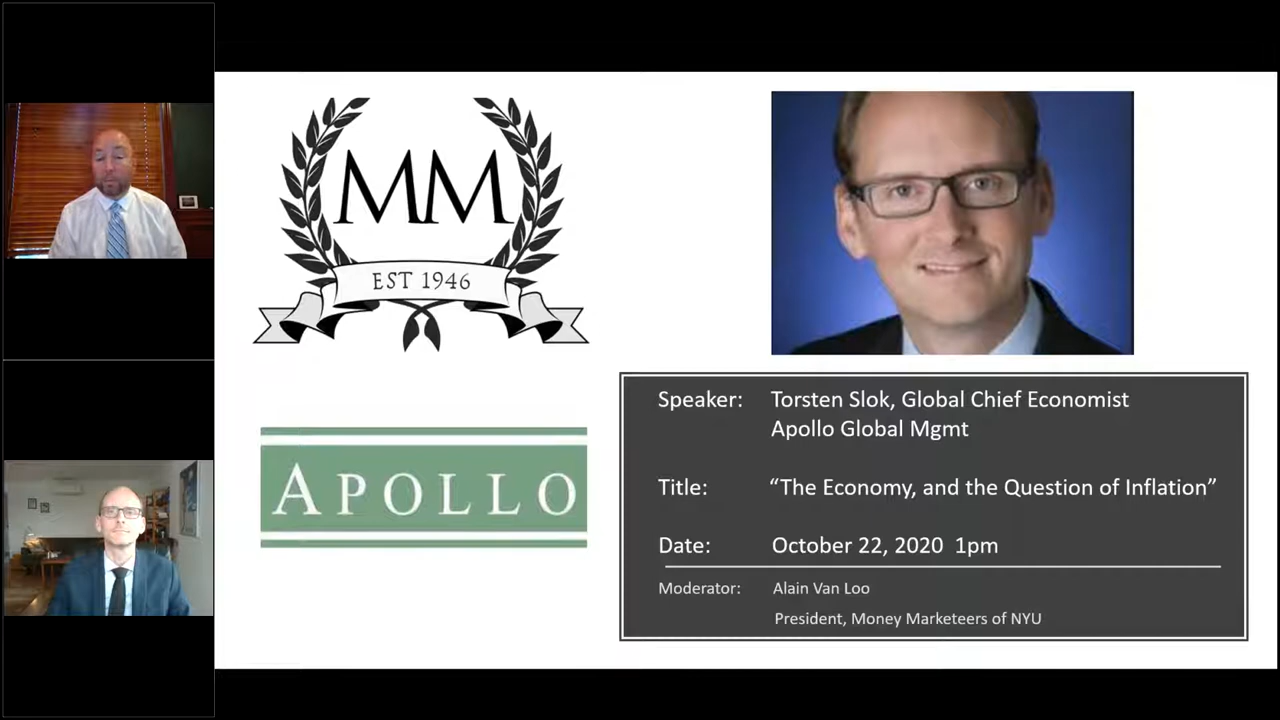 MM
EST 1946
APOLLO
Speaker: Torsten Slok, Global Chief Economist
Apollo Global Mgmt
Title: “The Economy, and the Question of Inflation”
Date: October 22, 2020 1pm
Moderator: Alain Van Loo
President, Money Marketeers of NYU